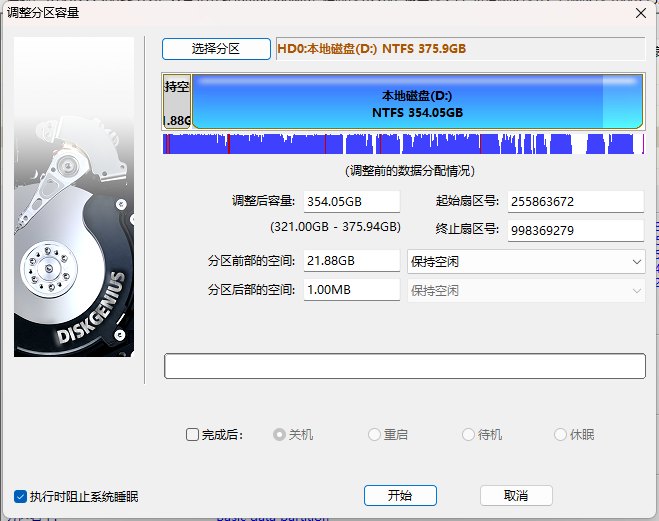 调整分区容量
选择分区
HD0:本地磁盘(D:) NTFS 375.9GB
持空
本地磁盘(D:)
.88G
NTFS 354.05GB
(调整前的数据分配情况)
调整后容量: 354.05GB 起始扇区号: 255863672
(321.00GB - 375.94GB) 终止扇区号: 998369279
分区前部的空间: 21.88GB 保持空闲
分区后部的空间: 1.00MB 保持空闲
DISKGENIUS
完成后: 关机 重启 待机 休眠
执行时阻止系统睡眠 开始 取消